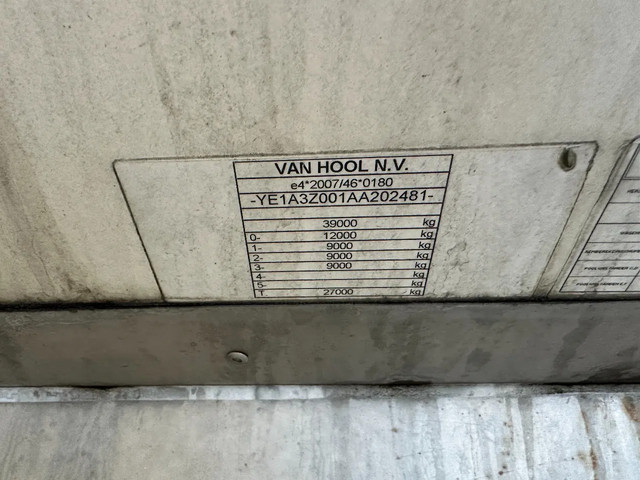 VAN HOOL N.V.
e4*2007/46*0180
-YE1A3Z001AA202481-
39000 kg
0- 12000 kg
1- 9000 kg
2- 9000 kg
3- 9000 kg
4- kg
5- kg
T. 27000 kg